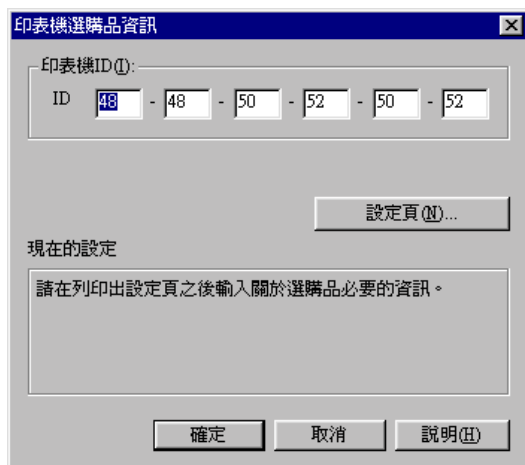 印表機選購品資訊
印表機ID(I):
ID 48 - 48 - 50 - 52 - 50 - 52
設定頁(N)...
現在的設定
請在列印出設定頁之後輸入關於選購品必要的資訊。
確定 取消 說明(H)